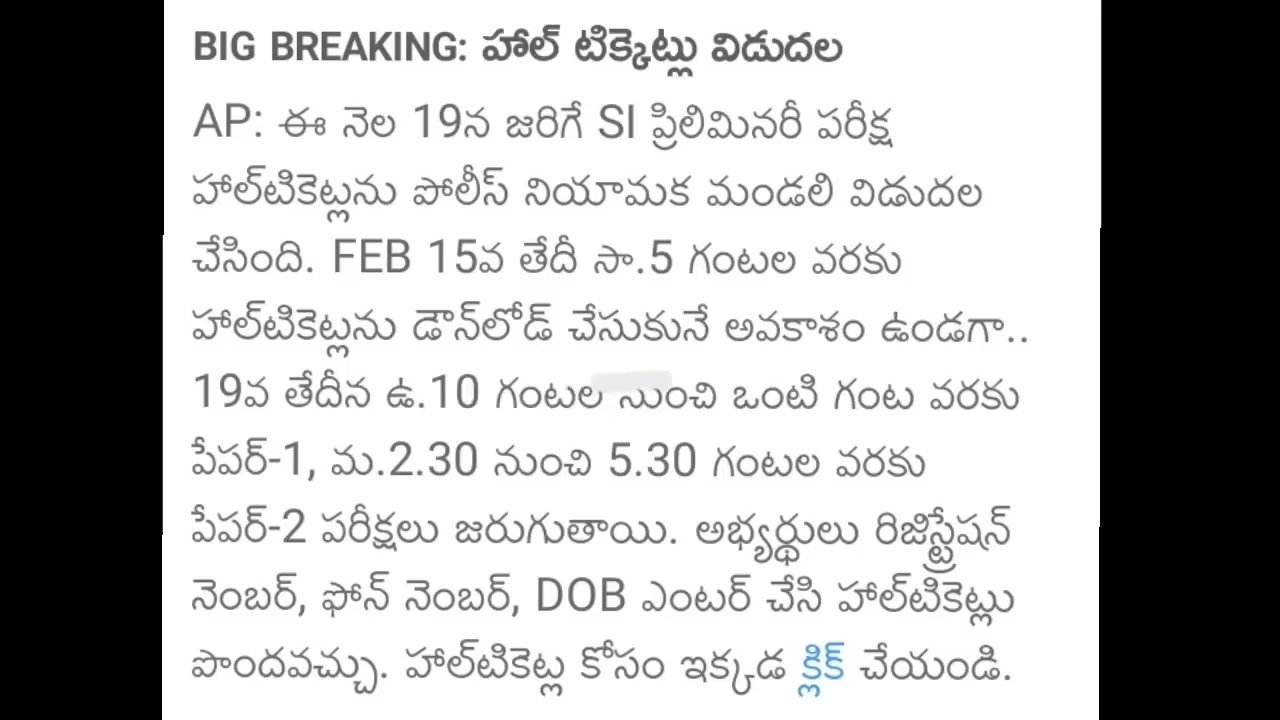 BIG BREAKING: హాల్ టిక్కెట్లు విడుదల
AP: ఈ నెల 19న జరిగే SI ప్రిలిమినరీ పరీక్ష
హాల్‌టికెట్లను పోలీస్ నియామక మండలి విడుదల
చేసింది. FEB 15వ తేదీ సా.5 గంటల వరకు
హాల్‌టికెట్లను డౌన్‌లోడ్ చేసుకునే అవకాశం ఉండగా..
19వ తేదీన ఉ.10 గంటల నుంచి ఒంటి గంట వరకు
పేపర్-1, మ.2.30 నుంచి 5.30 గంటల వరకు
పేపర్-2 పరీక్షలు జరుగుతాయి. అభ్యర్థులు రిజిస్ట్రేషన్
నెంబర్, ఫోన్ నెంబర్, DOB ఎంటర్ చేసి హాల్‌టికెట్లు
పొందవచ్చు. హాల్‌టికెట్ల కోసం ఇక్కడ క్లిక్ చేయండి.